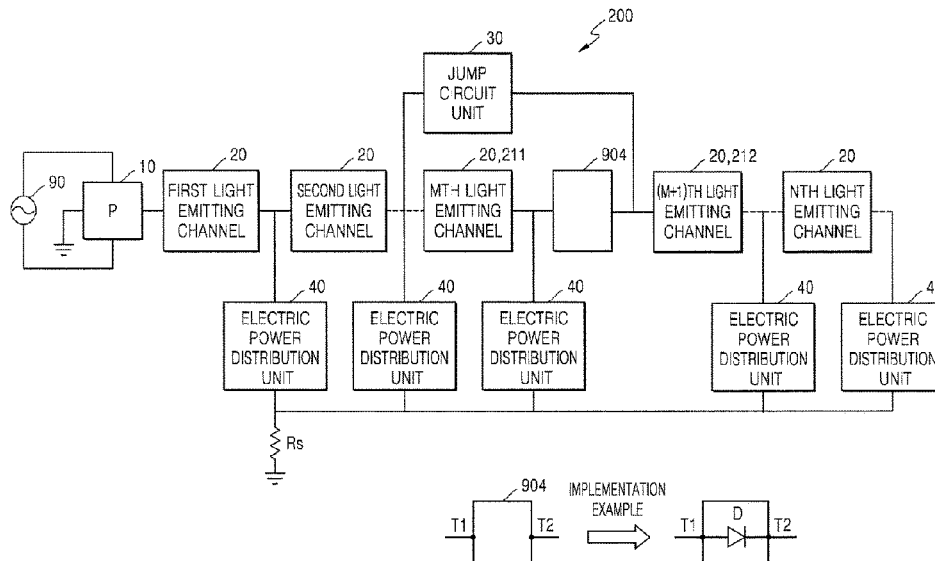 200
30
JUMP
CIRCUIT
UNIT
90
10
P
20
FIRST LIGHT
EMITTING
CHANNEL
20
SECOND LIGHT
EMITTING
CHANNEL
20,211
MTH LIGHT
EMITTING
CHANNEL
904
20,212
(M+1)TH LIGHT
EMITTING
CHANNEL
20
NTH LIGHT
EMITTING
CHANNEL
40
ELECTRIC
POWER
DISTRIBUTION
UNIT
40
ELECTRIC
POWER
DISTRIBUTION
UNIT
40
ELECTRIC
POWER
DISTRIBUTION
UNIT
40
ELECTRIC
POWER
DISTRIBUTION
UNIT
ELECTRIC
POWER
DISTRIBUTION
UNIT
Rs
904
T1
T2
IMPLEMENTATION
EXAMPLE
T1
D
T2